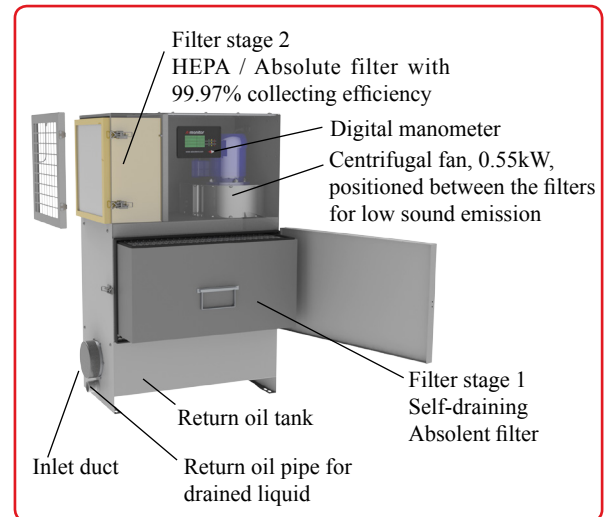 Filter stage 2
HEPA / Absolute filter with
99.97% collecting efficiency
Digital manometer
Centrifugal fan, 0.55kW,
positioned between the filters
for low sound emission
Filter stage 1
Self-draining
Absolent filter
Return oil tank
Inlet duct
Return oil pipe for
drained liquid